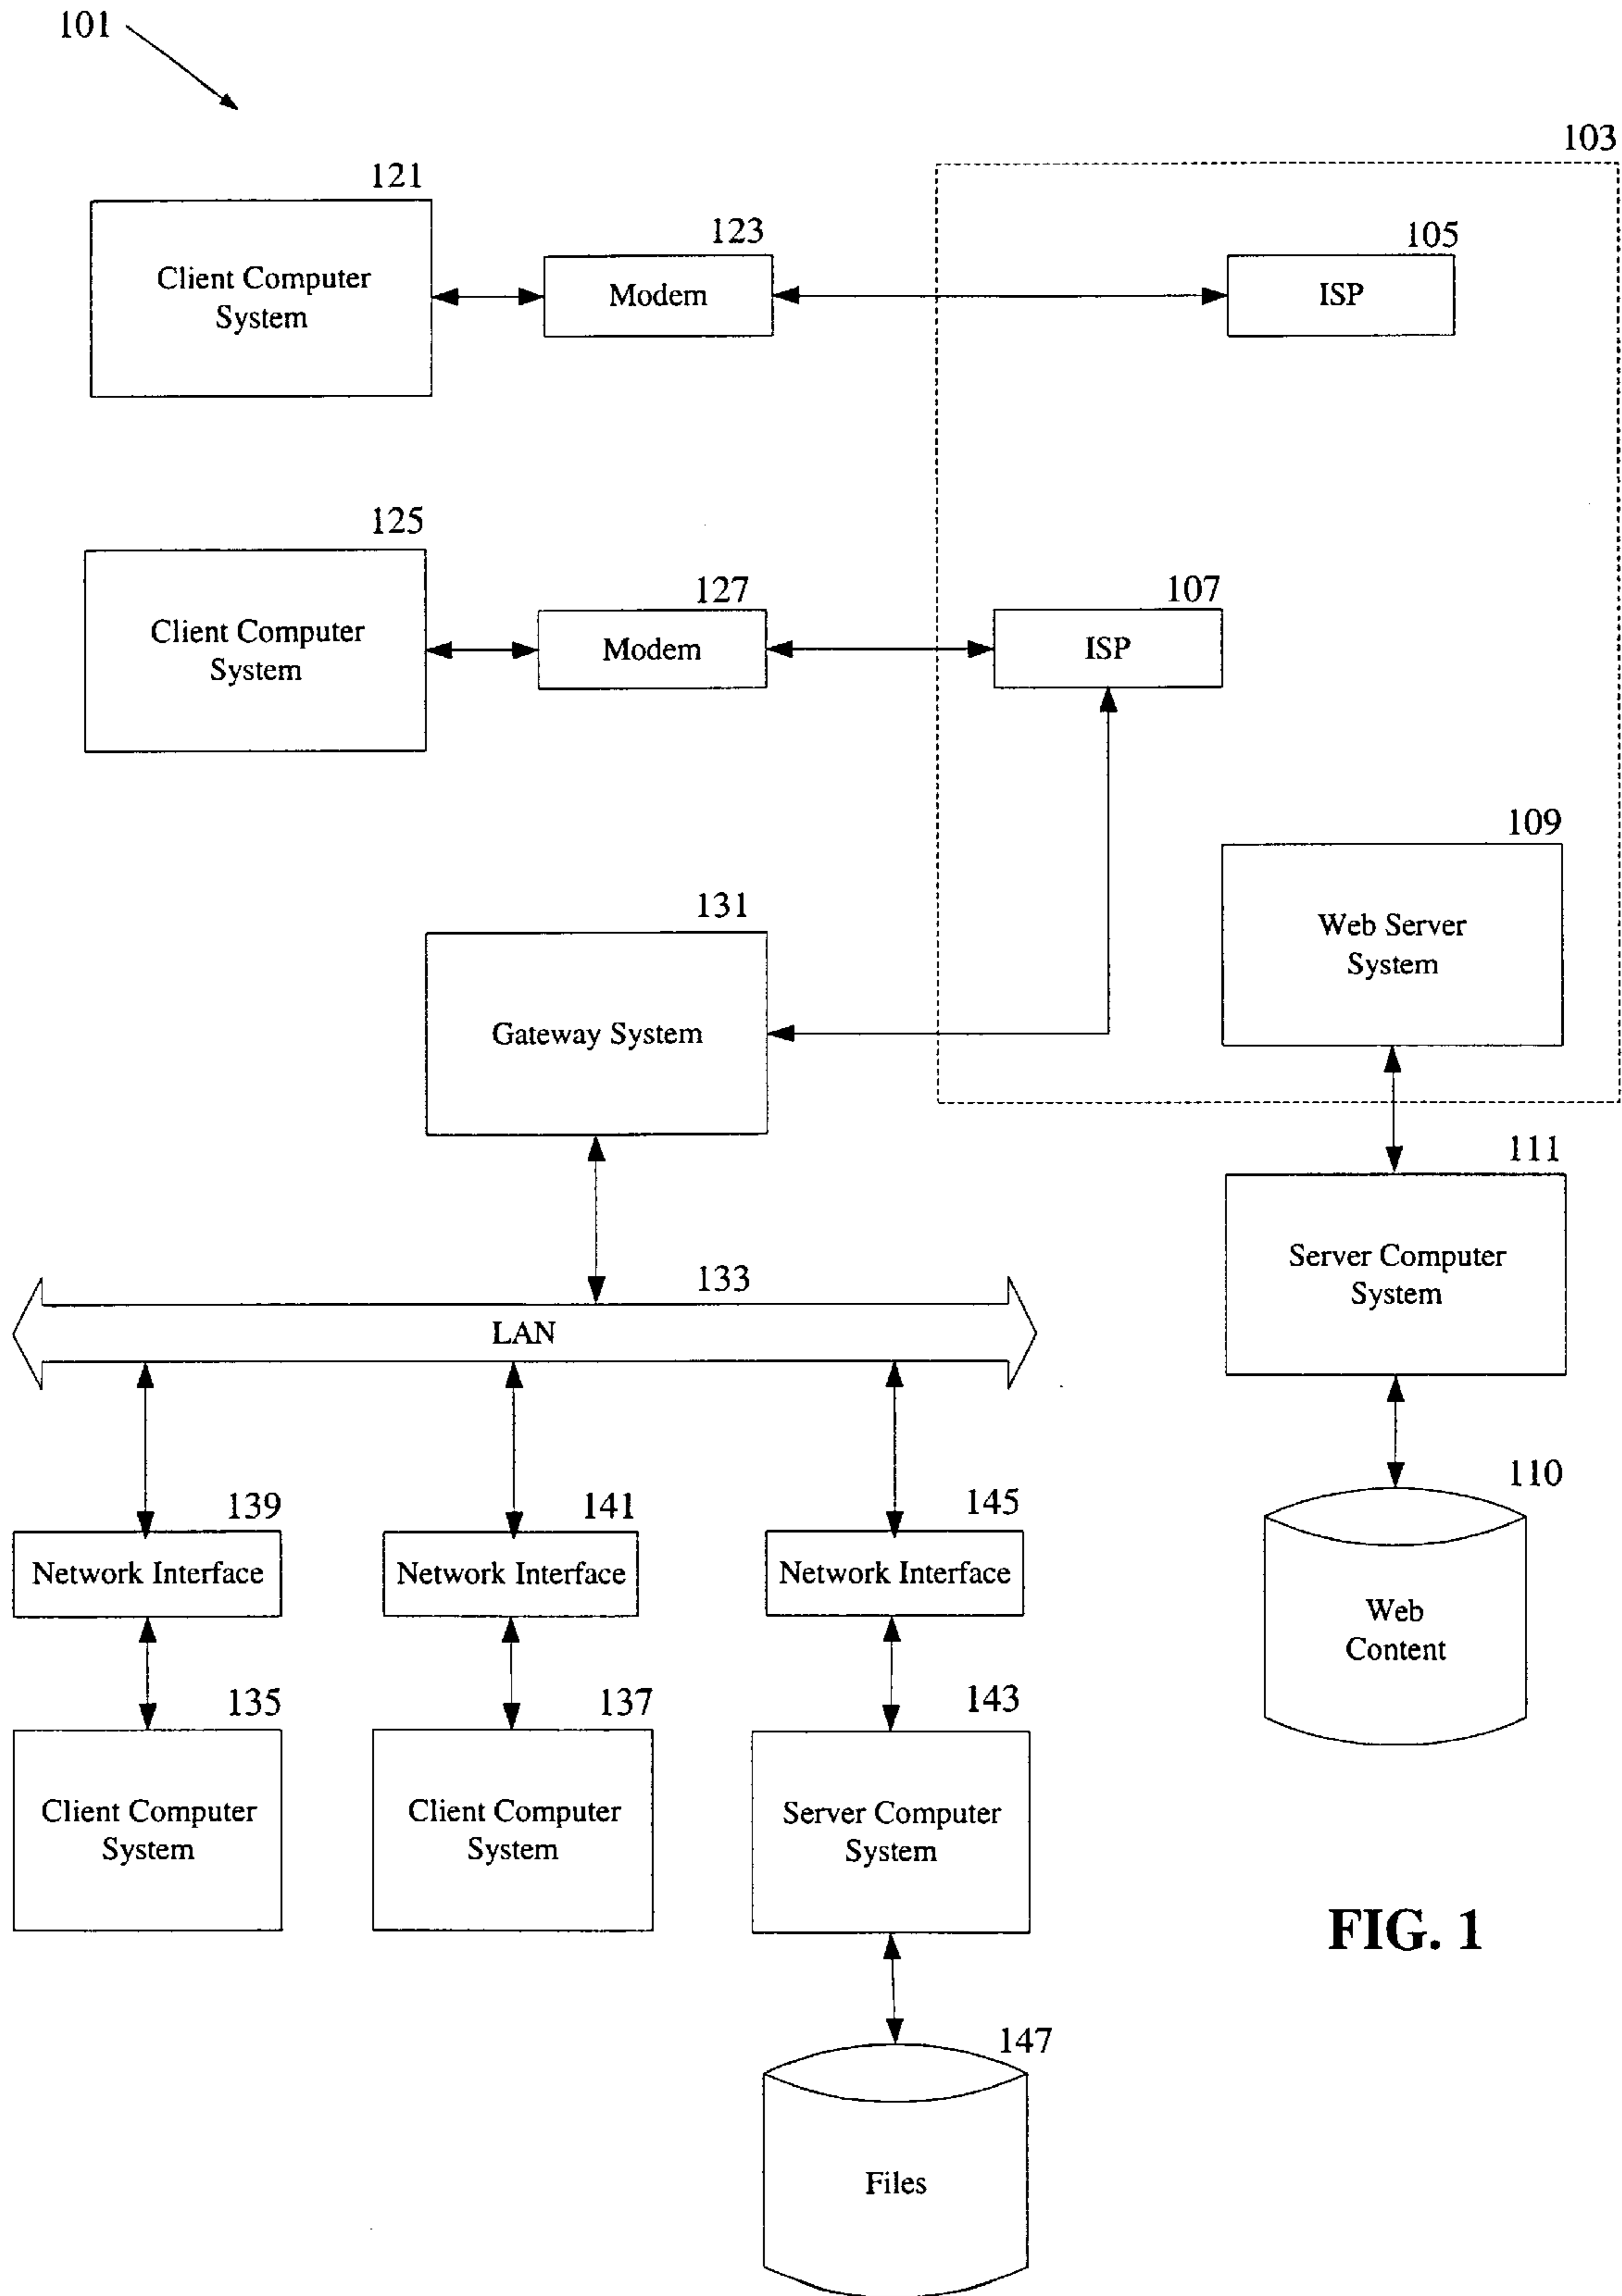 101
103
121
Client Computer
System
123
Modem
105
ISP
125
Client Computer
System
127
Modem
107
ISP
109
Web Server
System
131
Gateway System
111
Server Computer
System
133
LAN
110
Web
Content
139
Network Interface
141
Network Interface
145
Network Interface
135
Client Computer
System
137
Client Computer
System
143
Server Computer
System
FIG. 1
147
Files